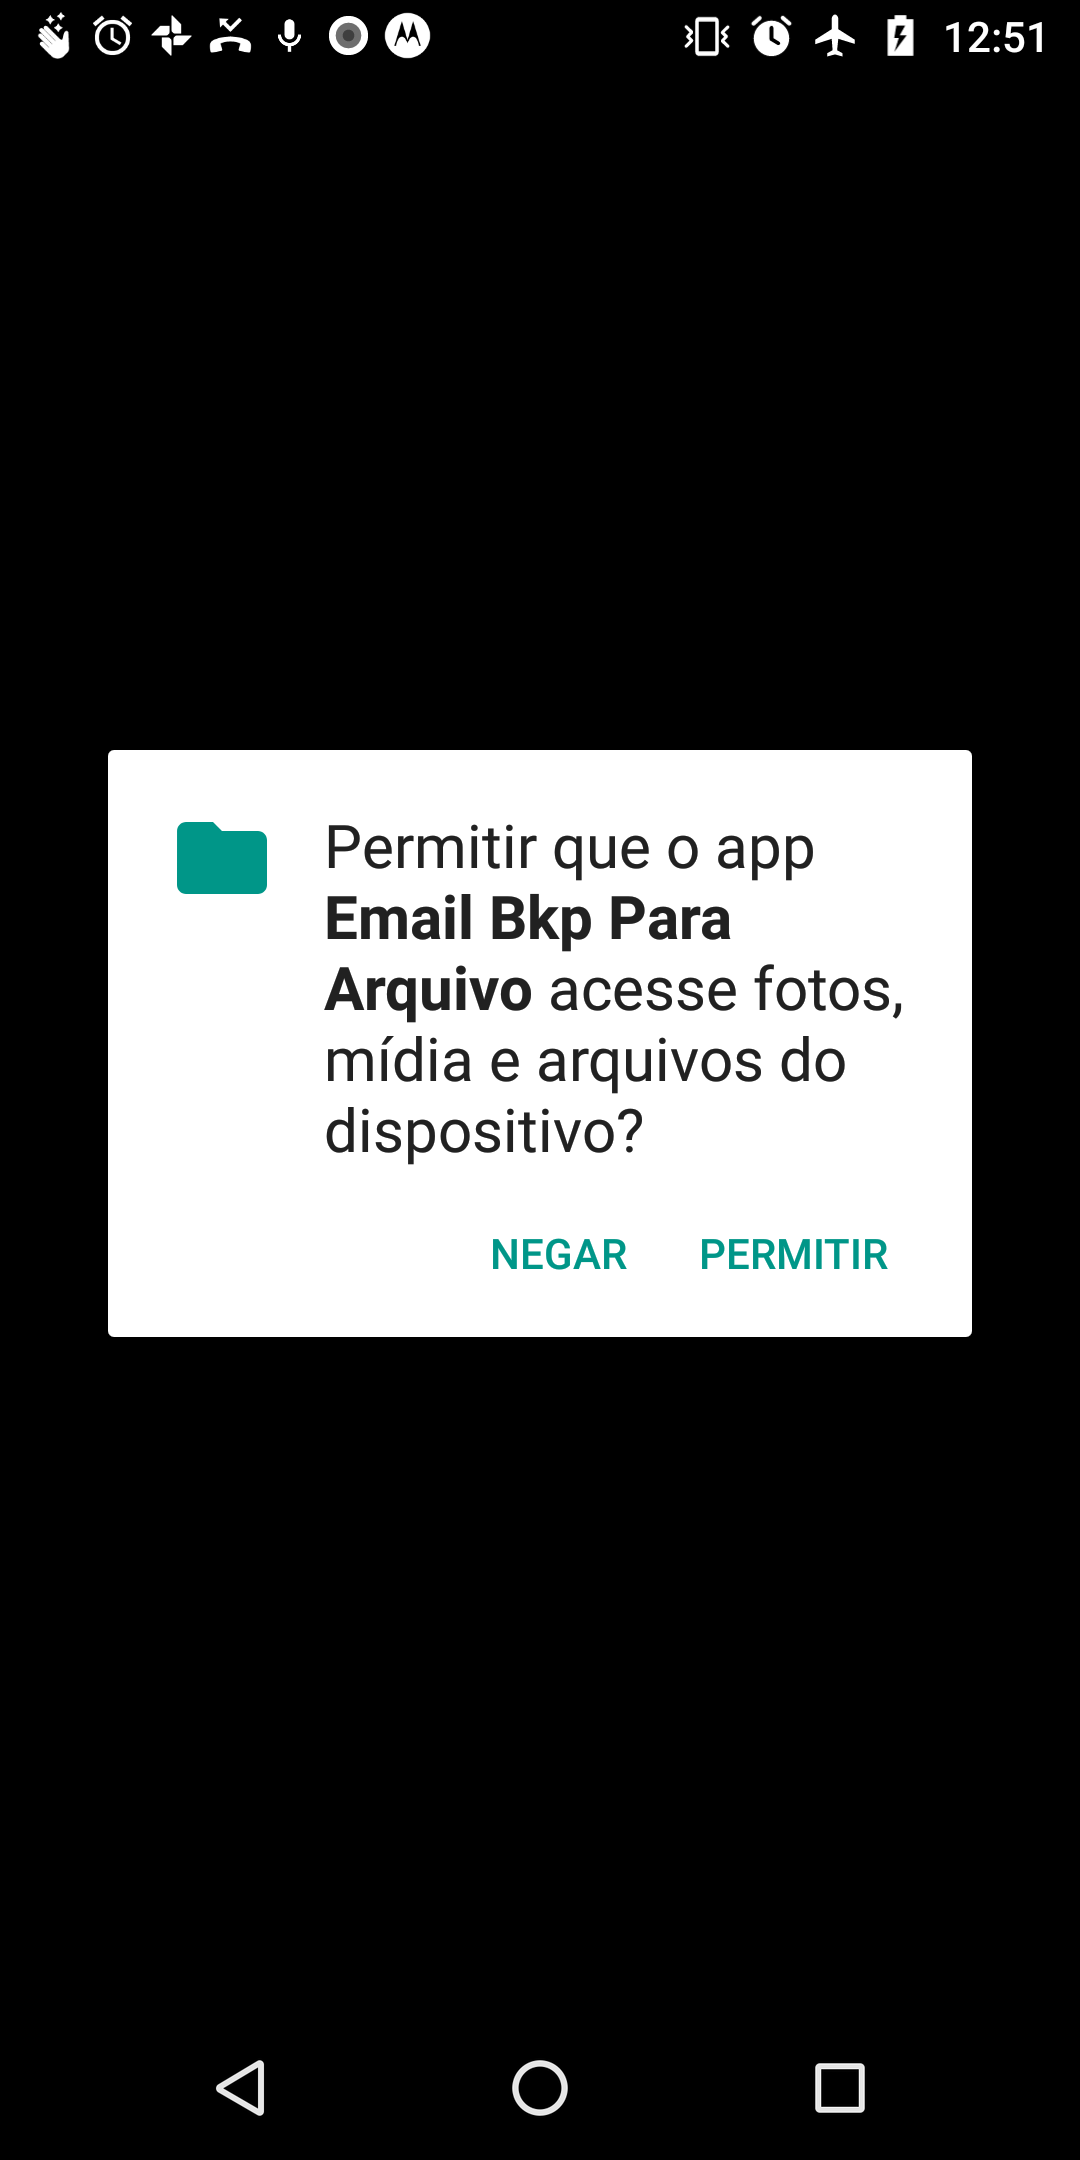 12:51
Permitir que o app
Email Bkp Para
Arquivo acesse fotos,
mídia e arquivos do
dispositivo?
NEGAR PERMITIR